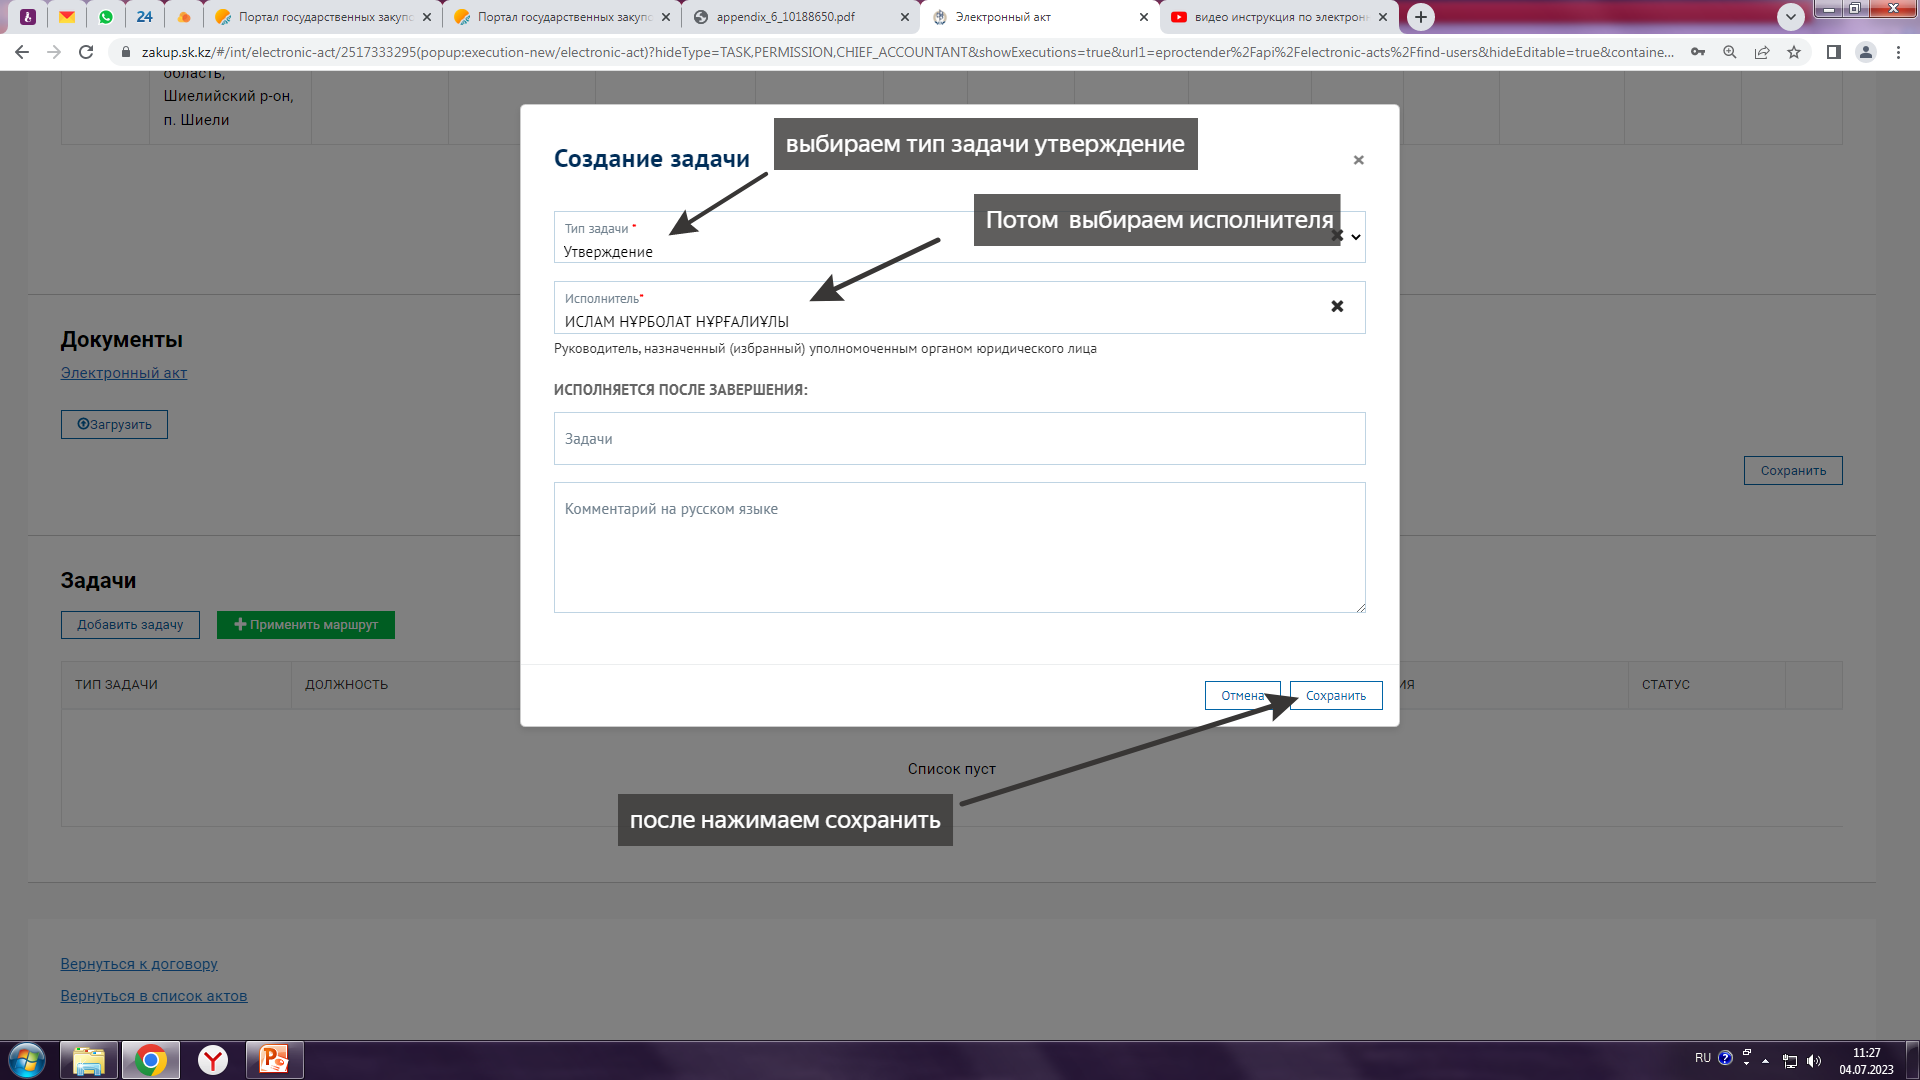 Портал государственных закуп
Портал государственных закуп
appendix_6_10188650.pdf
Электронный акт
видео инструкция по электрон
24
zakup.sk.kz/#/int/electronic-act/2517333295(popup:execution-new/electronic-act)?hideType=TASK,PERMISSION,CHIEF_ACCOUNTANT&showExecutions=true&url1=eproctender%2Fapi%2Felectronic-acts%2Ffind-users&hideEditable=true&containe...
область,
Шиелийский р-он,
п. Шиели
выбираем тип задачи утверждение
Создание задачи
Потом выбираем исполнителя
Тип задачи *
Утверждение
Исполнитель*
ИСЛАМ НҰРБОЛАТ НҰРҒАЛИҰЛЫ
Руководитель, назначенный (избранный) уполномоченным органом юридического лица
ИСПОЛНЯЕТСЯ ПОСЛЕ ЗАВЕРШЕНИЯ:
Задачи
Комментарий на русском языке
Отмена
Сохранить
Документы
Электронный акт
Загрузить
Сохранить
Задачи
Добавить задачу
Применить маршрут
ТИП ЗАДАЧИ
ДОЛЖНОСТЬ
ИЯ
СТАТУС
Список пуст
после нажимаем сохранить
Вернуться к договору
Вернуться в список актов
RU
11:27
04.07.2023